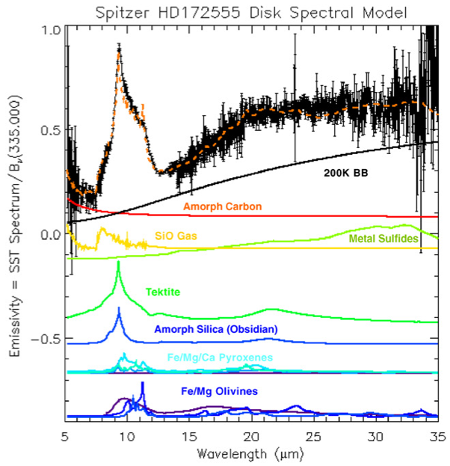 Spitzer HD172555 Disk Spectral Model
Emissivity = SST Spectrum/Bν(335.000)
1.0
0.5
0.0
-0.5
200K BB
Amorph Carbon
SiO Gas
Metal Sulfides
Tektite
Amorph Silica (Obsidian)
Fe/Mg/Ca Pyroxenes
Fe/Mg Olivines
5 10 15 20 25 30 35
Wavelength (μm)